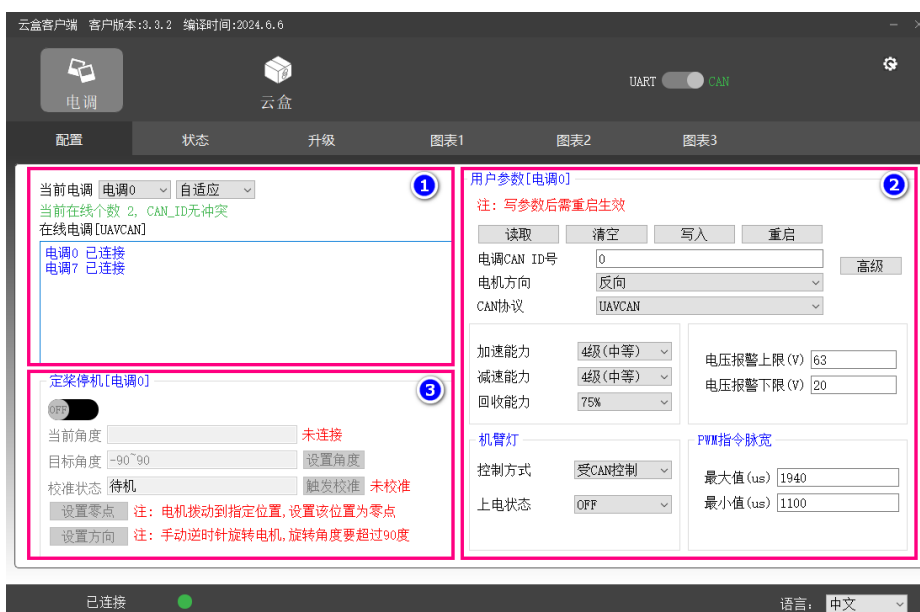 云盒客户端 客户版本:3.3.2 编译时间:2024.6.6
电调
云盒
UART CAN
配置 状态 升级 图表1 图表2 图表3
当前电调 电调0 自适应
1
当前在线个数 2, CAN_ID无冲突
在线电调[UAVCAN]
电调0 已连接
电调7 已连接
定桨停机[电调0]
3
OFF
当前角度 未连接
目标角度 -90~90 设置角度
校准状态 待机 触发校准 未校准
设置零点 注: 电机拨动到指定位置,设置该位置为零点
设置方向 注: 手动逆时针旋转电机,旋转角度要超过90度
用户参数[电调0]
2
注: 写参数后需重启生效
读取 清空 写入 重启
电调CAN ID号 0
高级
电机方向 反向
CAN协议 UAVCAN
加速能力 4级(中等)
减速能力 4级(中等)
回收能力 75%
电压报警上限(V) 63
电压报警下限(V) 20
机臂灯
控制方式 受CAN控制
上电状态 OFF
PWM指令脉宽
最大值(us) 1940
最小值(us) 1100
已连接
语言: 中文